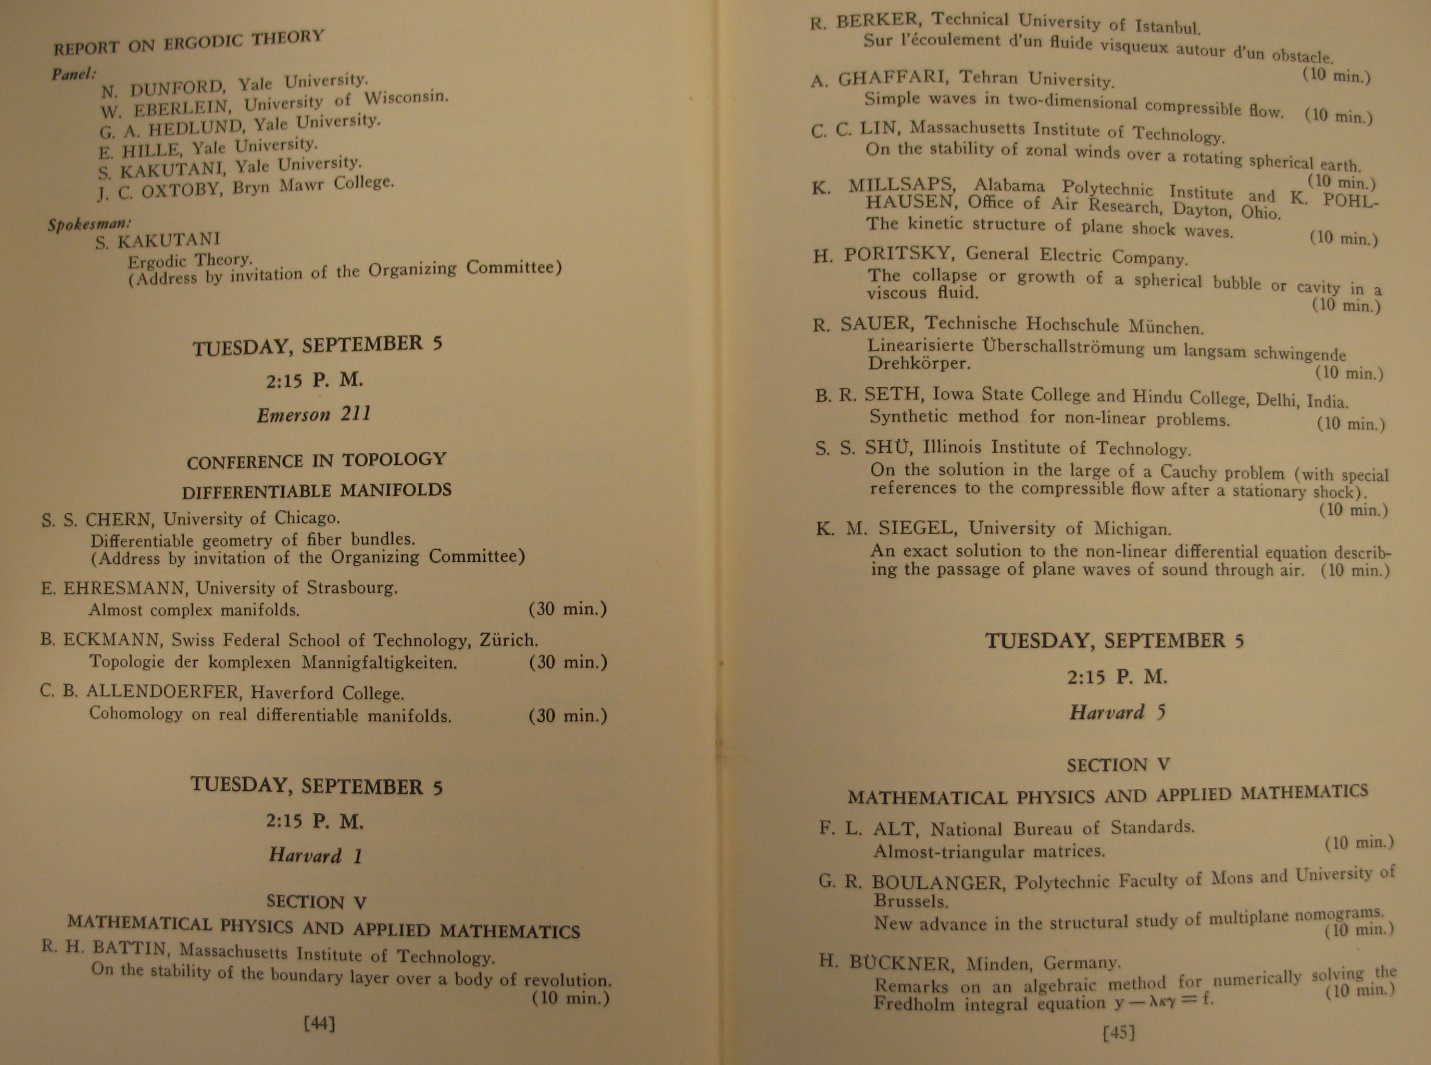 REPORT ON ERGODIC THEORY
Panel:
N. DUNFORD, Yale University.
W. EBERLEIN, University of Wisconsin.
G. A. HEDLUND, Yale University.
E. HILLE, Yale University.
S. KAKUTANI, Yale University.
J. C. OXTOBY, Bryn Mawr College.
Spokesman:
S. KAKUTANI
Ergodic Theory.
(Address by invitation of the Organizing Committee)
TUESDAY, SEPTEMBER 5
2:15 P. M.
Emerson 211
CONFERENCE IN TOPOLOGY
DIFFERENTIABLE MANIFOLDS
S. S. CHERN, University of Chicago.
Differentiable geometry of fiber bundles.
(Address by invitation of the Organizing Committee)
E. EHRESMANN, University of Strasbourg.
Almost complex manifolds. (30 min.)
B. ECKMANN, Swiss Federal School of Technology, Zürich.
Topologie der komplexen Mannigfaltigkeiten. (30 min.)
C. B. ALLENDOERFER, Haverford College.
Cohomology on real differentiable manifolds. (30 min.)
TUESDAY, SEPTEMBER 5
2:15 P. M.
Harvard 1
SECTION V
MATHEMATICAL PHYSICS AND APPLIED MATHEMATICS
R. H. BATTIN, Massachusetts Institute of Technology.
On the stability of the boundary layer over a body of revolution.
(10 min.)
[44]
R. BERKER, Technical University of Istanbul.
Sur l'écoulement d'un fluide visqueux autour d'un obstacle.
(10 min.)
A. GHAFFARI, Tehran University.
Simple waves in two-dimensional compressible flow. (10 min.)
C. C. LIN, Massachusetts Institute of Technology.
On the stability of zonal winds over a rotating spherical earth.
(10 min.)
K. MILLSAPS, Alabama Polytechnic Institute and K. POHL-
HAUSEN, Office of Air Research, Dayton, Ohio.
The kinetic structure of plane shock waves. (10 min.)
H. PORITSKY, General Electric Company.
The collapse or growth of a spherical bubble or cavity in a
viscous fluid. (10 min.)
R. SAUER, Technische Hochschule München.
Linearisierte Überschallströmung um langsam schwingende
Drehkörper. (10 min.)
B. R. SETH, Iowa State College and Hindu College, Delhi, India.
Synthetic method for non-linear problems. (10 min.)
S. S. SHÜ, Illinois Institute of Technology.
On the solution in the large of a Cauchy problem (with special
references to the compressible flow after a stationary shock).
(10 min.)
K. M. SIEGEL, University of Michigan.
An exact solution to the non-linear differential equation describ-
ing the passage of plane waves of sound through air. (10 min.)
TUESDAY, SEPTEMBER 5
2:15 P. M.
Harvard 5
SECTION V
MATHEMATICAL PHYSICS AND APPLIED MATHEMATICS
F. L. ALT, National Bureau of Standards.
Almost-triangular matrices. (10 min.)
G. R. BOULANGER, Polytechnic Faculty of Mons and University of
Brussels.
New advance in the structural study of multiplane nomograms.
(10 min.)
H. BÜCKNER, Minden, Germany.
Remarks on an algebraic method for numerically solving the
Fredholm integral equation y — λκγ = f. (10 min.)
[45]